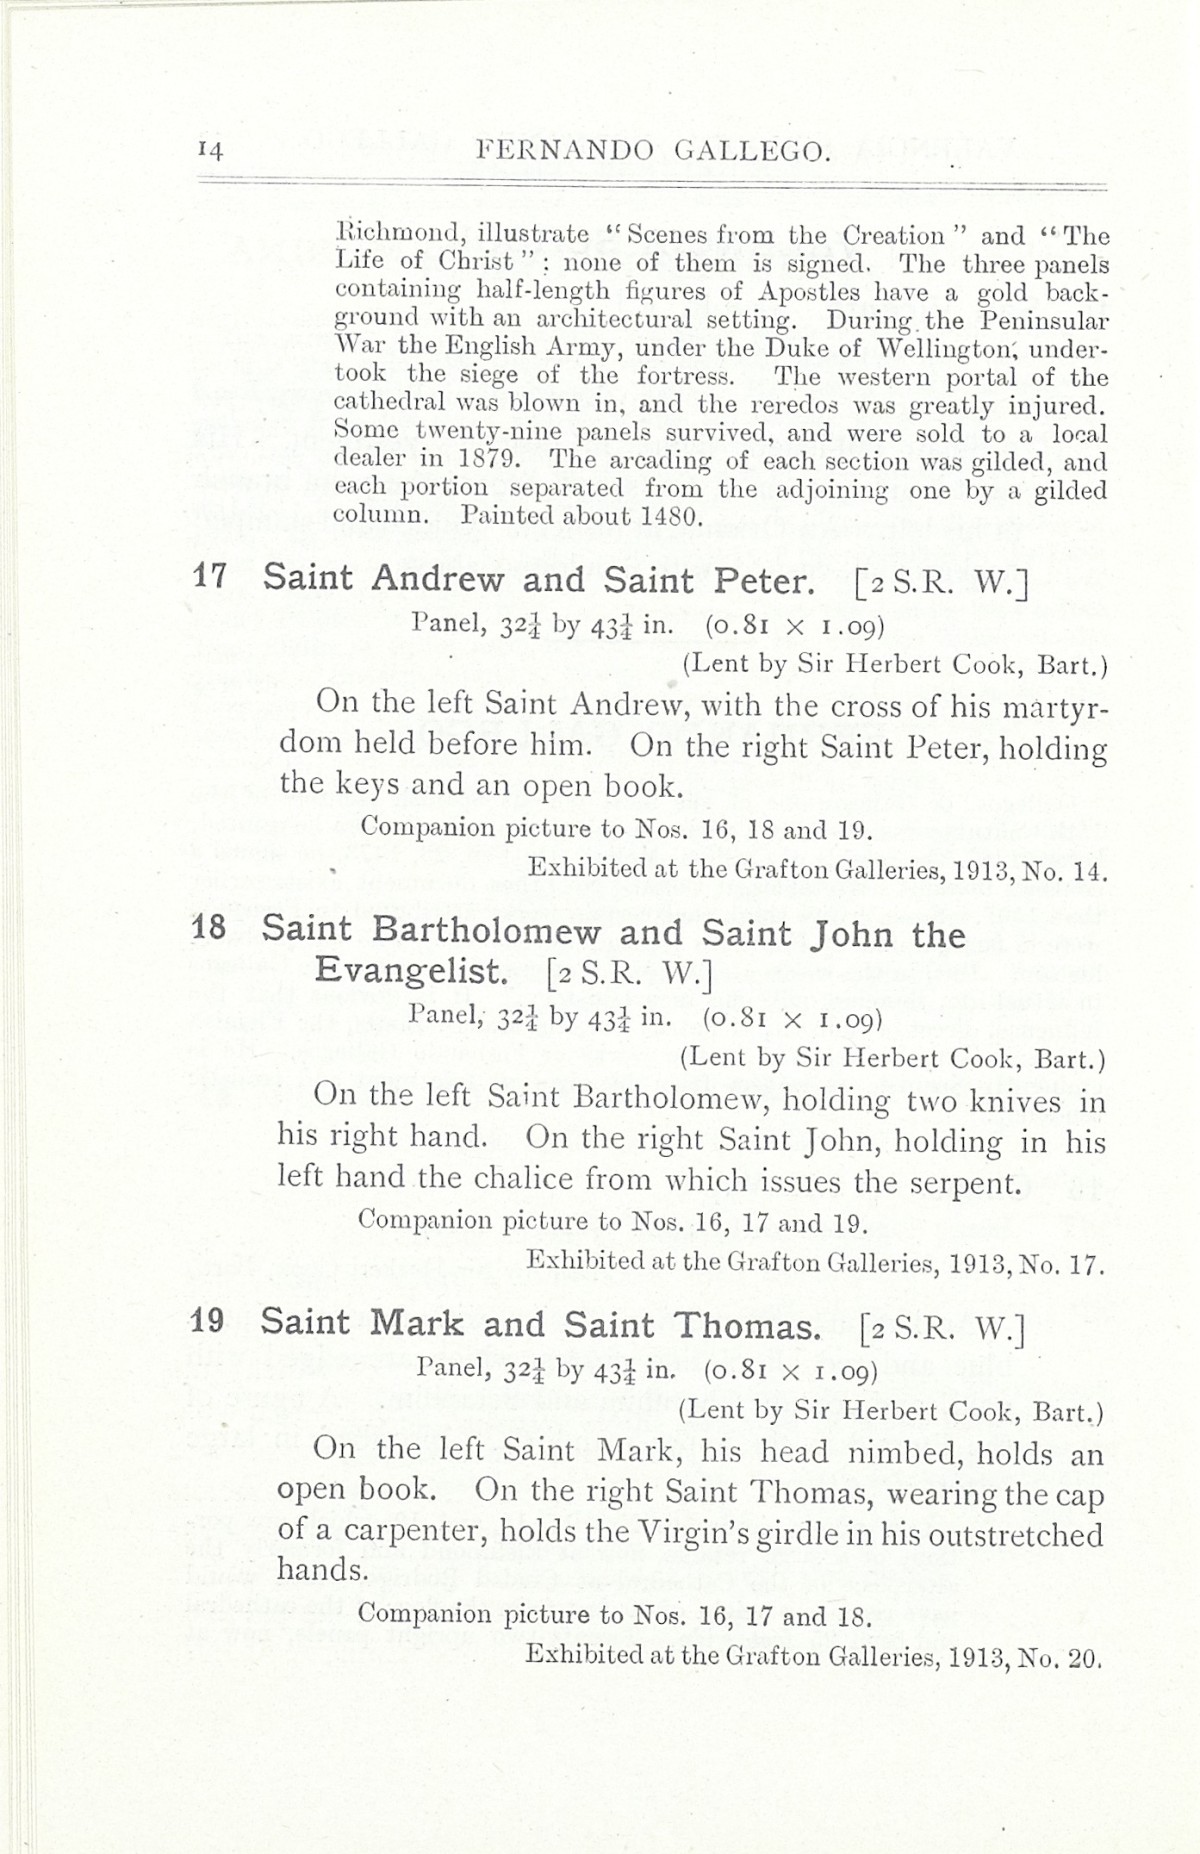 14 FERNANDO GALLEGO.
Richmond, illustrate "Scenes from the Creation" and "The
Life of Christ": none of them is signed. The three panels
containing half-length figures of Apostles have a gold back-
ground with an architectural setting. During the Peninsular
War the English Army, under the Duke of Wellington, under-
took the siege of the fortress. The western portal of the
cathedral was blown in, and the reredos was greatly injured.
Some twenty-nine panels survived, and were sold to a local
dealer in 1879. The arcading of each section was gilded, and
each portion separated from the adjoining one by a gilded
column. Painted about 1480.
17 Saint Andrew and Saint Peter. [2 S.R. W.]
Panel, 32¼ by 43¼ in. (0.81 × 1.09)
(Lent by Sir Herbert Cook, Bart.)
On the left Saint Andrew, with the cross of his martyr-
dom held before him. On the right Saint Peter, holding
the keys and an open book.
Companion picture to Nos. 16, 18 and 19.
Exhibited at the Grafton Galleries, 1913, No. 14.
18 Saint Bartholomew and Saint John the
Evangelist. [2 S.R. W.]
Panel, 32¼ by 43¼ in. (0.81 × 1.09)
(Lent by Sir Herbert Cook, Bart.)
On the left Saint Bartholomew, holding two knives in
his right hand. On the right Saint John, holding in his
left hand the chalice from which issues the serpent.
Companion picture to Nos. 16, 17 and 19.
Exhibited at the Grafton Galleries, 1913, No. 17.
19 Saint Mark and Saint Thomas. [2 S.R. W.]
Panel, 32¼ by 43¼ in. (0.81 × 1.09)
(Lent by Sir Herbert Cook, Bart.)
On the left Saint Mark, his head nimbed, holds an
open book. On the right Saint Thomas, wearing the cap
of a carpenter, holds the Virgin's girdle in his outstretched
hands.
Companion picture to Nos. 16, 17 and 18.
Exhibited at the Grafton Galleries, 1913, No. 20.